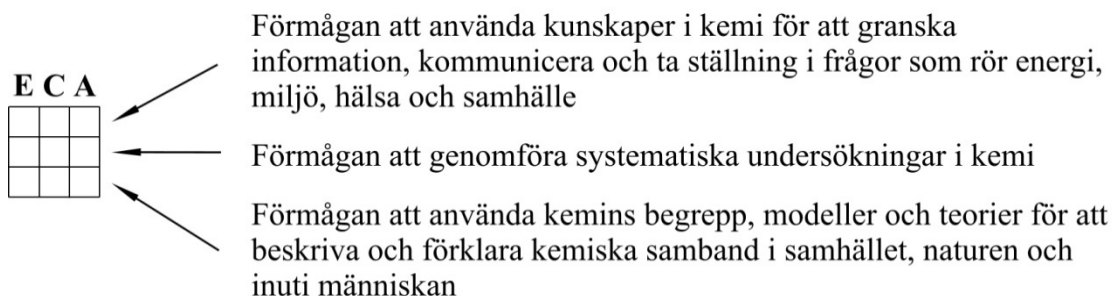 Förmågan att använda kunskaper i kemi för att granska
information, kommunicera och ta ställning i frågor som rör energi,
miljö, hälsa och samhälle
E C A
Förmågan att genomföra systematiska undersökningar i kemi
Förmågan att använda kemins begrepp, modeller och teorier för att
beskriva och förklara kemiska samband i samhället, naturen och
inuti människan